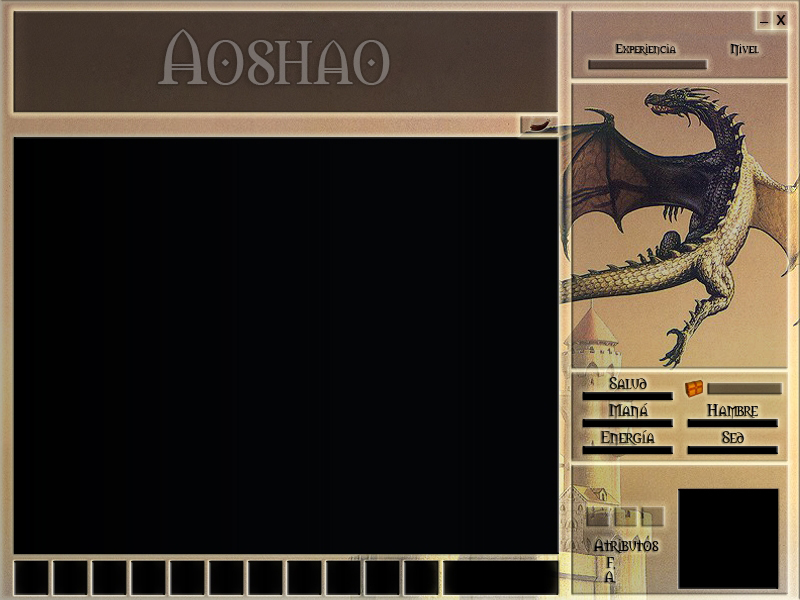 _ X
AOSHAO
Experiencia Nivel
Salud
Maná Hambre
Energía Sed
Atributos
F
A